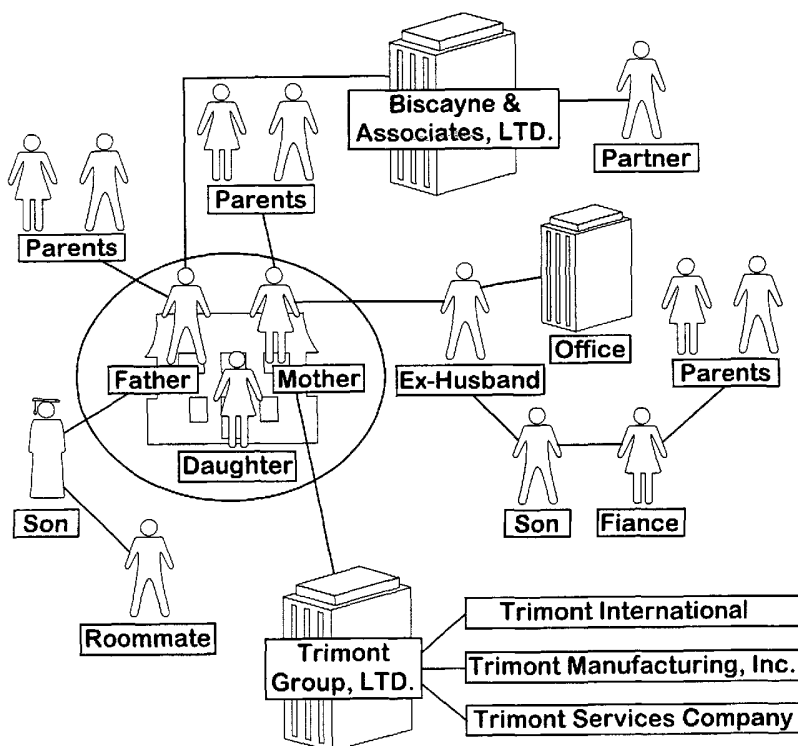 Biscayne &
Associates, LTD.
Partner
Parents
Parents
Office
Father
Mother
Ex-Husband
Parents
Daughter
Son
Son
Fiance
Roommate
Trimont
Group, LTD.
Trimont International
Trimont Manufacturing, Inc.
Trimont Services Company